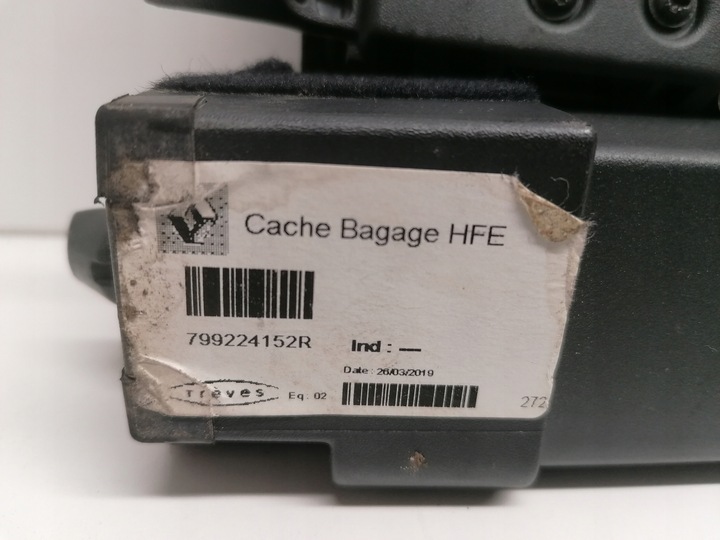 Cache Bagage HFE
799224152R
Ind : —
Date : 26/03/2019
Treves
Eq. 02
272